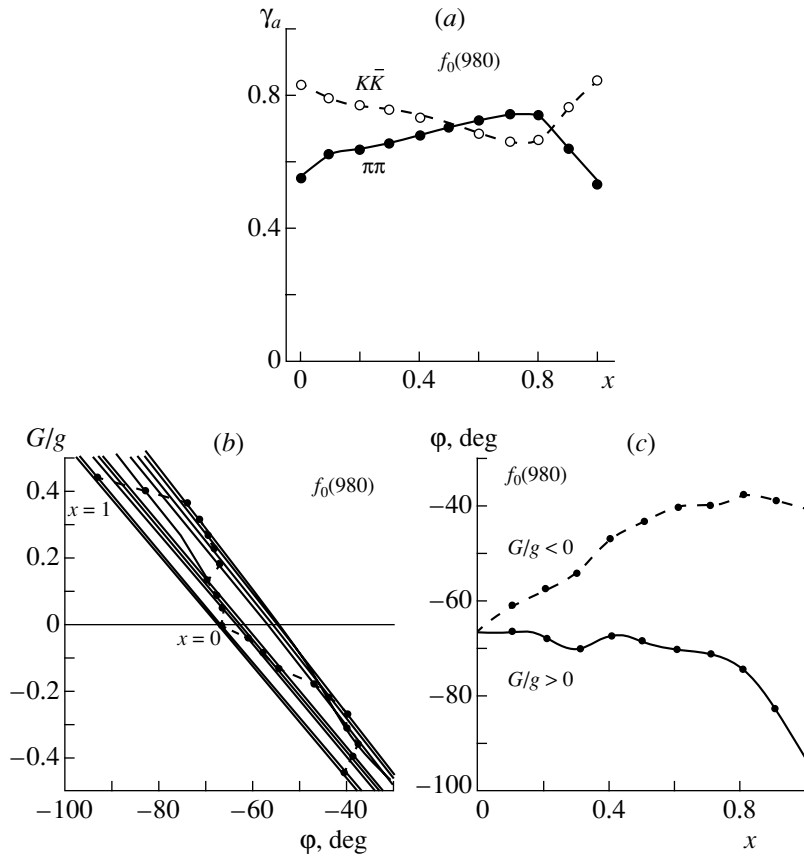 (a)
γₐ
f₀(980)
KK̄
0.8
ππ
0.4
0
0 0.4 0.8 x
G/g (b)
f₀(980)
0.4
x = 1
0.2
0
x = 0
−0.2
−0.4
−100 −80 −60 −40
φ, deg
φ, deg (c)
f₀(980)
−40
G/g < 0
−60
G/g > 0
−80
−100
0 0.4 0.8
x